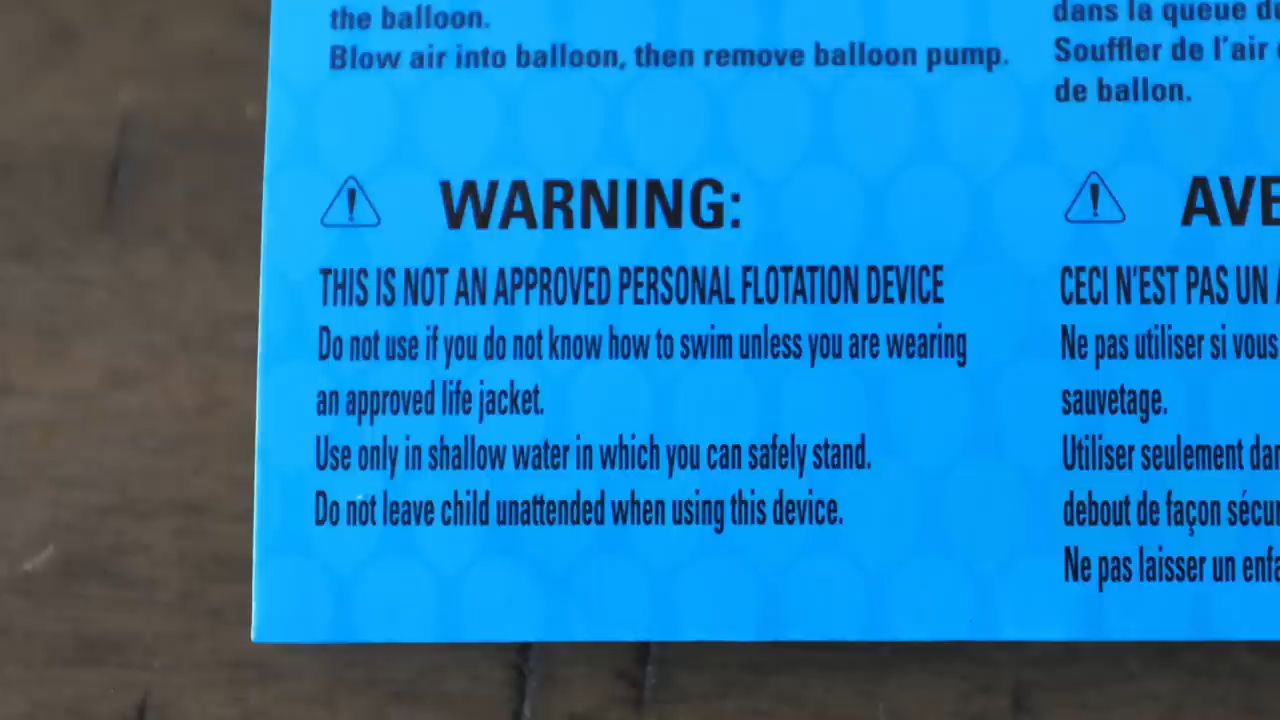 the balloon.
Blow air into balloon, then remove balloon pump.
WARNING:
THIS IS NOT AN APPROVED PERSONAL FLOTATION DEVICE
Do not use if you do not know how to swim unless you are wearing
an approved life jacket.
Use only in shallow water in which you can safely stand.
Do not leave child unattended when using this device.
dans la queue du
Souffler de l'air
de ballon.
AVE
CECI N'EST PAS UN A
Ne pas utiliser si vous
sauvetage.
Utiliser seulement dan
debout de façon sécu
Ne pas laisser un enfa